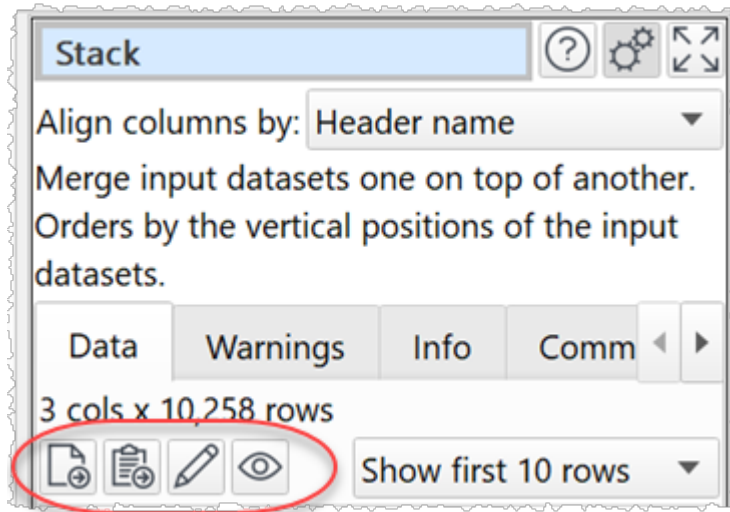 Stack
Align columns by: Header name
Merge input datasets one on top of another.
Orders by the vertical positions of the input
datasets.
Data Warnings Info Comm
3 cols x 10,258 rows
Show first 10 rows